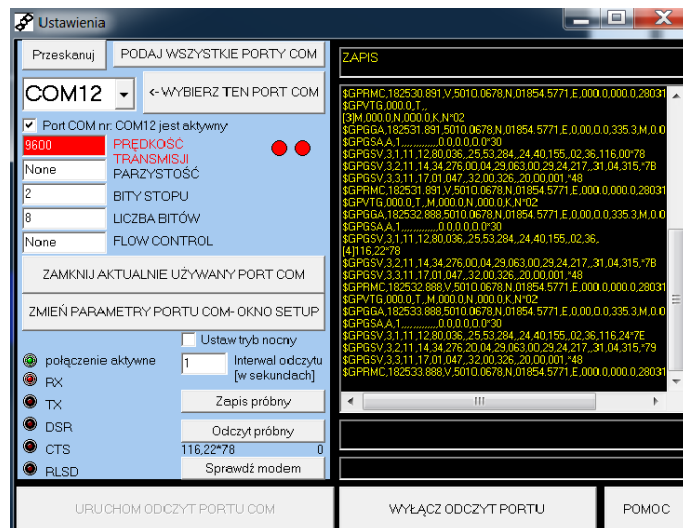 Ustawienia
Przeskanuj
PODAJ WSZYSTKIE PORTY COM
COM12
<-WYBIERZ TEN PORT COM
Port COM nr: COM12 jest aktywny
9600
PRĘDKOŚĆ TRANSMISJI
None
PARZYSTOŚĆ
2
BITY STOPU
8
LICZBA BITÓW
None
FLOW CONTROL
ZAMKNIJ AKTUALNIE UŻYWANY PORT COM
ZMIEŃ PARAMETRY PORTU COM- OKNO SETUP
Ustaw tryb nocny
połączenie aktywne
1
Interwal odczytu
[w sekundach]
RX
TX
Zapis próbny
DSR
Odczyt próbny
CTS
116,22*78
0
RLSD
Sprawdź modem
ZAPIS
$GPRMC,182530.891,V,5010.0678,N,01854.5771,E,000.0,000.0,28031
$GPVTG,000.0,T,,
[3]M,000.0,N,000.0,K,N*02
$GPGGA,182531.891,5010.0678,N,01854.5771,E,0,00,0.0,335.3,M,0.0
$GPGSA,A,1,,,,,,,,,,,,,0.0,0.0,0.0*30
$GPGSV,3,1,11,12,80,036,,25,53,284,,24,40,155,,02,36,116,00*78
$GPGSV,3,2,11,14,34,276,00,04,29,063,00,29,24,217,,31,04,315,*7B
$GPGSV,3,3,11,17,01,047,,32,00,326,,20,00,001,*48
$GPRMC,182531.891,V,5010.0678,N,01854.5771,E,000.0,000.0,28031
$GPVTG,000.0,T,,M,000.0,N,000.0,K,N*02
$GPGGA,182532.888,5010.0678,N,01854.5771,E,0,00,0.0,335.3,M,0.0
$GPGSA,A,1,,,,,,,,,,,,,0.0,0.0,0.0*30
$GPGSV,3,1,11,12,80,036,,25,53,284,,24,40,155,,02,36,
[4]116,22*78
$GPGSV,3,2,11,14,34,276,00,04,29,063,00,29,24,217,,31,04,315,*7B
$GPGSV,3,3,11,17,01,047,,32,00,326,,20,00,001,*48
$GPRMC,182532.888,V,5010.0678,N,01854.5771,E,000.0,000.0,28031
$GPVTG,000.0,T,,M,000.0,N,000.0,K,N*02
$GPGGA,182533.888,5010.0678,N,01854.5771,E,0,00,0.0,335.3,M,0.0
$GPGSA,A,1,,,,,,,,,,,,,0.0,0.0,0.0*30
$GPGSV,3,1,11,12,80,036,,25,53,284,,24,40,155,,02,36,116,24*7E
$GPGSV,3,2,11,14,34,276,20,04,29,063,00,29,24,217,,31,04,315,*79
$GPGSV,3,3,11,17,01,047,,32,00,326,,20,00,001,*48
$GPRMC,182533.888,V,5010.0678,N,01854.5771,E,000.0,000.0,28031
URUCHOM ODCZYT PORTU COM
WYŁĄCZ ODCZYT PORTU
POMOC